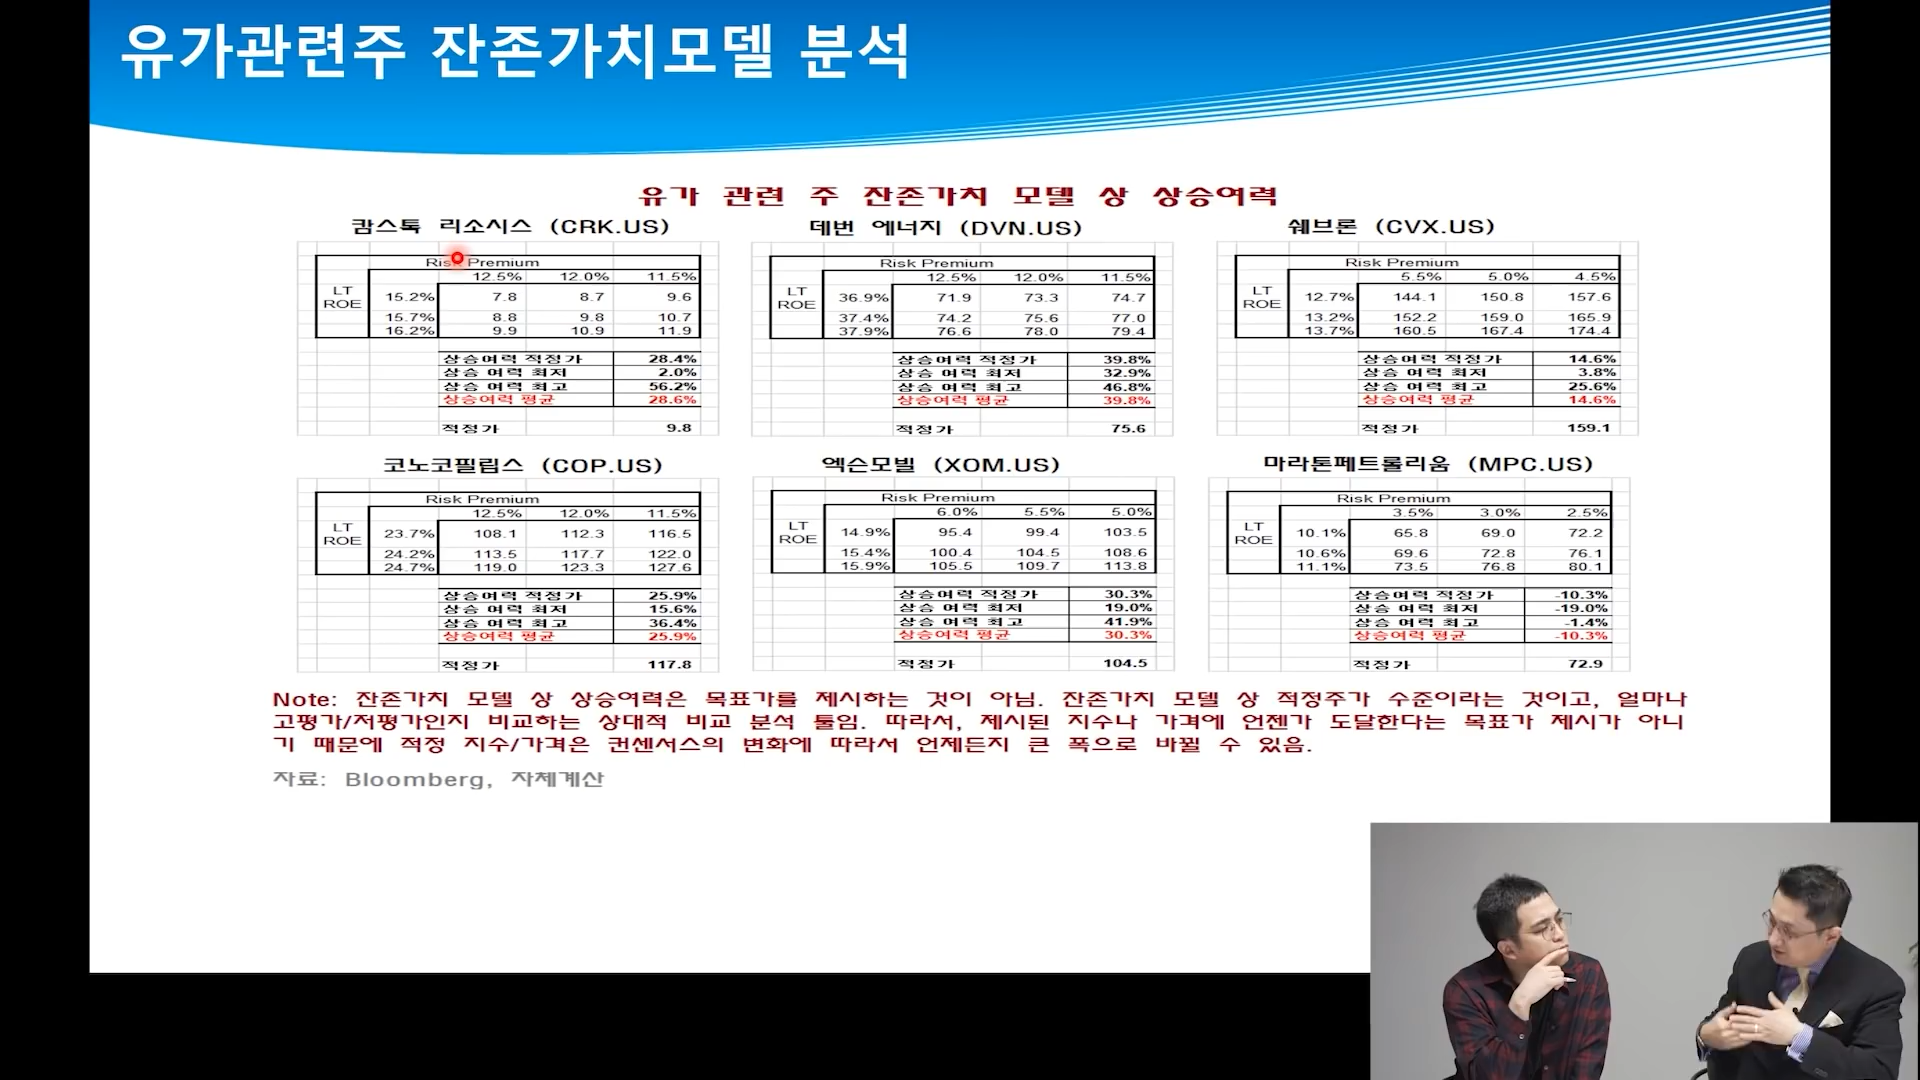 유가관련주 잔존가치모델 분석
유가 관련 주 잔존가치 모델 상 상승여력
캄스톡 리소시스 (CRK.US)
Risk Premium
12.5% 12.0% 11.5%
LT ROE
15.2% 7.8 8.7 9.6
15.7% 8.8 9.8 10.7
16.2% 9.9 10.9 11.9
상승여력 적정가 28.4%
상승 여력 최저 2.0%
상승 여력 최고 56.2%
상승여력 평균 28.6%
적정가 9.8
데번 에너지 (DVN.US)
Risk Premium
12.5% 12.0% 11.5%
LT ROE
36.9% 71.9 73.3 74.7
37.4% 74.2 75.6 77.0
37.9% 76.6 78.0 79.4
상승여력 적정가 39.8%
상승 여력 최저 32.9%
상승 여력 최고 46.8%
상승여력 평균 39.8%
적정가 75.6
쉐브론 (CVX.US)
Risk Premium
5.5% 5.0% 4.5%
LT ROE
12.7% 144.1 150.8 157.6
13.2% 152.2 159.0 165.9
13.7% 160.5 167.4 174.4
상승여력 적정가 14.6%
상승 여력 최저 3.8%
상승 여력 최고 25.6%
상승여력 평균 14.6%
적정가 159.1
코노코필립스 (COP.US)
Risk Premium
12.5% 12.0% 11.5%
LT ROE
23.7% 108.1 112.3 116.5
24.2% 113.5 117.7 122.0
24.7% 119.0 123.3 127.6
상승여력 적정가 25.9%
상승 여력 최저 15.6%
상승 여력 최고 36.4%
상승여력 평균 25.9%
적정가 117.8
엑슨모빌 (XOM.US)
Risk Premium
6.0% 5.5% 5.0%
LT ROE
14.9% 95.4 99.4 103.5
15.4% 100.4 104.5 108.6
15.9% 105.5 109.7 113.8
상승여력 적정가 30.3%
상승 여력 최저 19.0%
상승 여력 최고 41.9%
상승여력 평균 30.3%
적정가 104.5
마라톤페트롤리움 (MPC.US)
Risk Premium
3.5% 3.0% 2.5%
LT ROE
10.1% 65.8 69.0 72.2
10.6% 69.6 72.8 76.1
11.1% 73.5 76.8 80.1
상승여력 적정가 -10.3%
상승 여력 최저 -19.0%
상승 여력 최고 -1.4%
상승여력 평균 -10.3%
적정가 72.9
Note: 잔존가치 모델 상 상승여력은 목표가를 제시하는 것이 아님. 잔존가치 모델 상 적정주가 수준이라는 것이고, 얼마나
고평가/저평가인지 비교하는 상대적 비교 분석 툴임. 따라서, 제시된 지수나 가격에 언젠가 도달한다는 목표가 제시가 아니
기 때문에 적정 지수/가격은 컨센서스의 변화에 따라서 언제든지 큰 폭으로 바뀔 수 있음.
자료: Bloomberg, 자체계산